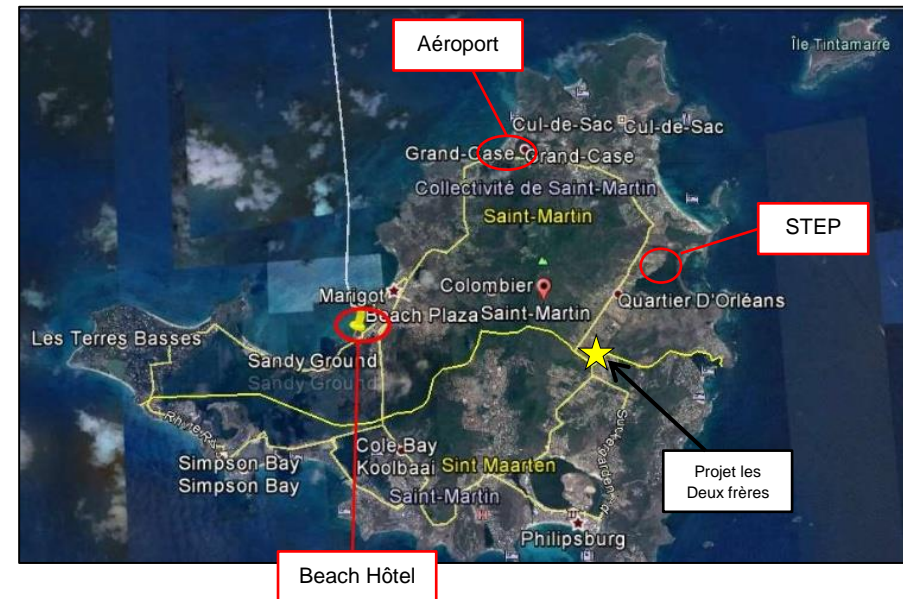 Aéroport
Île Tintamarre
Cul-de-Sac Cul-de-Sac
Grand-Case Grand-Case
Collectivité de Saint-Martin
Saint-Martin
STEP
Marigot
Colombier
Quartier D'Orléans
Beach Plaza Saint-Martin
Les Terres Basses
Sandy Ground
Sandy Ground
Rhyte R
Cole Bay
Koolbaai
Sint Maarten
Suckergarden
Simpson Bay
Simpson Bay
Saint-Martin
Philipsburg
Projet les
Deux frères
Beach Hôtel